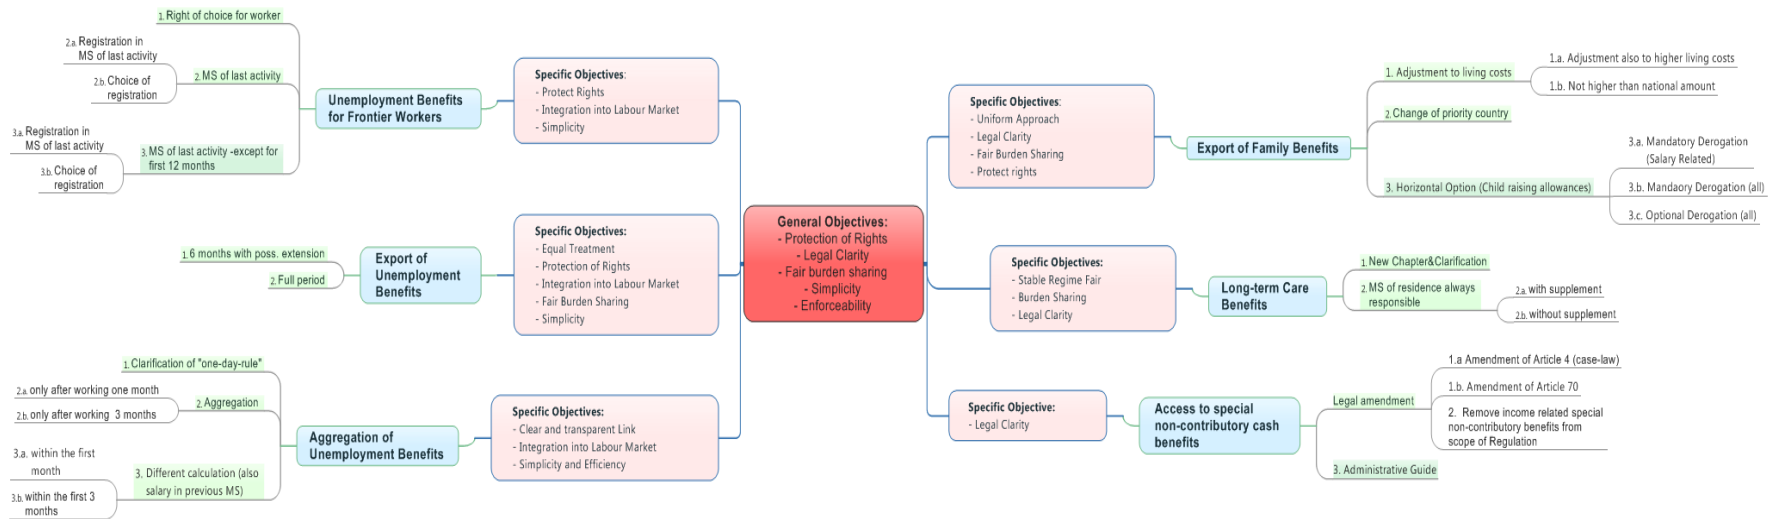 1. Right of choice for worker
2.a. Registration in
MS of last activity
2.b. Choice of
registration
2. MS of last activity
3.a. Registration in
MS of last activity
3.b. Choice of
registration
3. MS of last activity -except for
first 12 months
Unemployment Benefits
for Frontier Workers
Specific Objectives:
- Protect Rights
- Integration into Labour Market
- Simplicity
1. 6 months with poss. extension
2. Full period
Export of
Unemployment
Benefits
Specific Objectives:
- Equal Treatment
- Protection of Rights
- Integration into Labour Market
- Fair Burden Sharing
- Simplicity
1. Clarification of "one-day-rule"
2.a. only after working one month
2.b. only after working 3 months
2. Aggregation
3.a. within the first
month
3.b. within the first 3
months
3. Different calculation (also
salary in previous MS)
Aggregation of
Unemployment Benefits
Specific Objectives:
- Clear and transparent Link
- Integration into Labour Market
- Simplicity and Efficiency
General Objectives:
- Protection of Rights
- Legal Clarity
- Fair burden sharing
- Simplicity
- Enforceability
Specific Objectives:
- Uniform Approach
- Legal Clarity
- Fair Burden Sharing
- Protect rights
Export of Family Benefits
1. Adjustment to living costs
1.a. Adjustment also to higher living costs
1.b. Not higher than national amount
2. Change of priority country
3. Horizontal Option (Child raising allowances)
3.a. Mandatory Derogation
(Salary Related)
3.b. Mandaory Derogation (all)
3.c. Optional Derogation (all)
Specific Objectives:
- Stable Regime Fair
- Burden Sharing
- Legal Clarity
Long-term Care
Benefits
1. New Chapter&Clarification
2. MS of residence always
responsible
2.a. with supplement
2.b. without supplement
Specific Objective:
- Legal Clarity
Access to special
non-contributory cash
benefits
Legal amendment
1.a Amendment of Article 4 (case-law)
1.b. Amendment of Article 70
2. Remove income related special
non-contributory benefits from
scope of Regulation
3. Administrative Guide